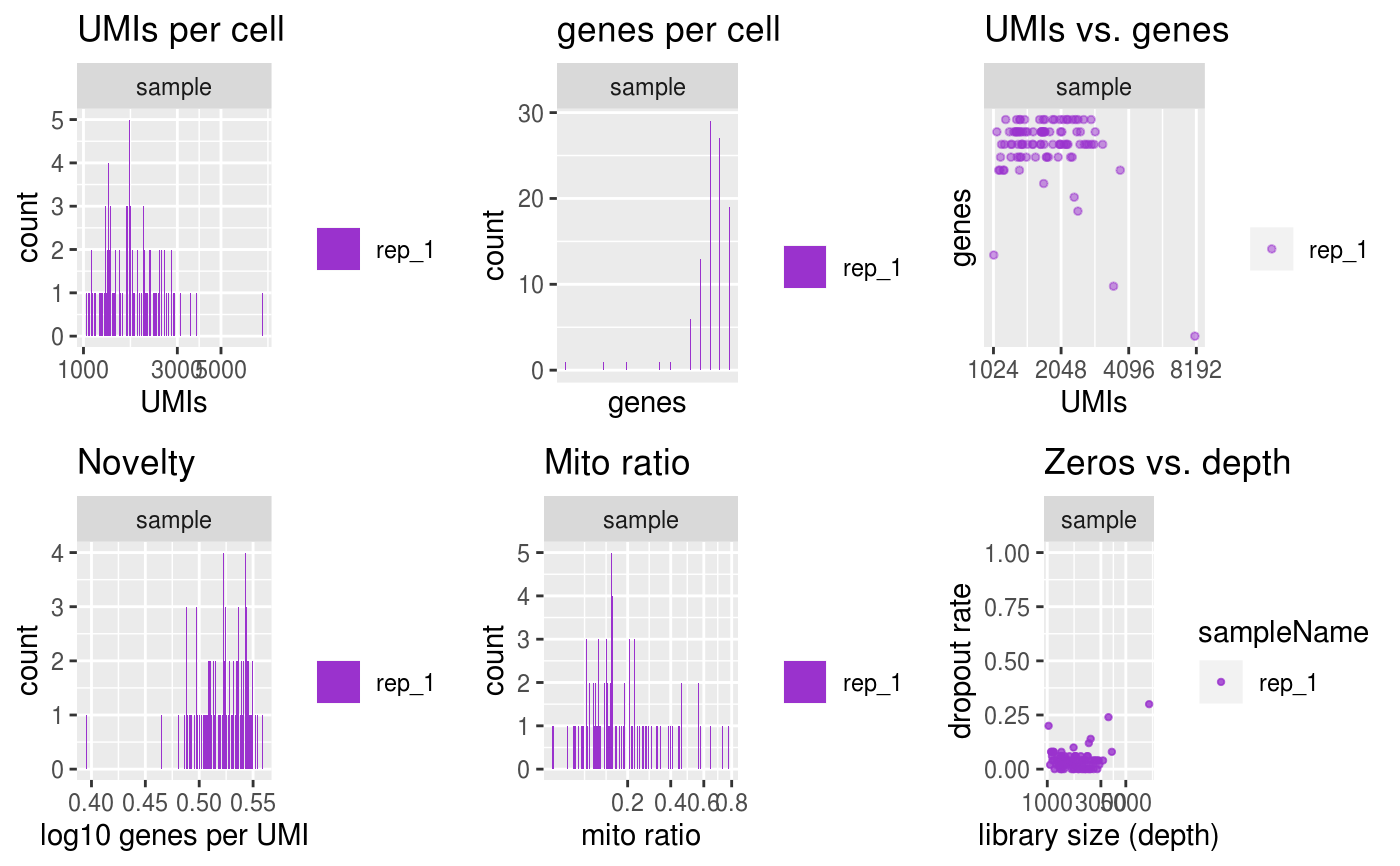 UMIs per cell
sample
5
4
3
2
1
0
count
1000 3000 5000
UMIs
rep_1
genes per cell
sample
30
20
10
0
count
genes
rep_1
UMIs vs. genes
sample
genes
1024 2048 4096 8192
UMIs
rep_1
Novelty
sample
4
3
2
1
0
count
0.40 0.45 0.50 0.55
log10 genes per UMI
rep_1
Mito ratio
sample
5
4
3
2
1
0
count
0.2 0.4 0.6 0.8
mito ratio
rep_1
Zeros vs. depth
sample
1.00
0.75
0.50
0.25
0.00
dropout rate
1000 3000 5000
library size (depth)
sampleName
rep_1